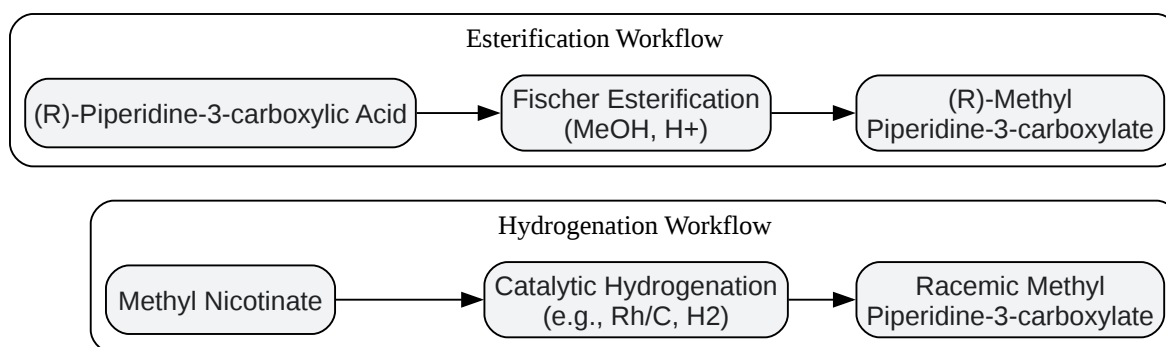 Esterification Workflow
(R)-Piperidine-3-carboxylic Acid
Fischer Esterification
(MeOH, H+)
(R)-Methyl
Piperidine-3-carboxylate
Hydrogenation Workflow
Methyl Nicotinate
Catalytic Hydrogenation
(e.g., Rh/C, H2)
Racemic Methyl
Piperidine-3-carboxylate